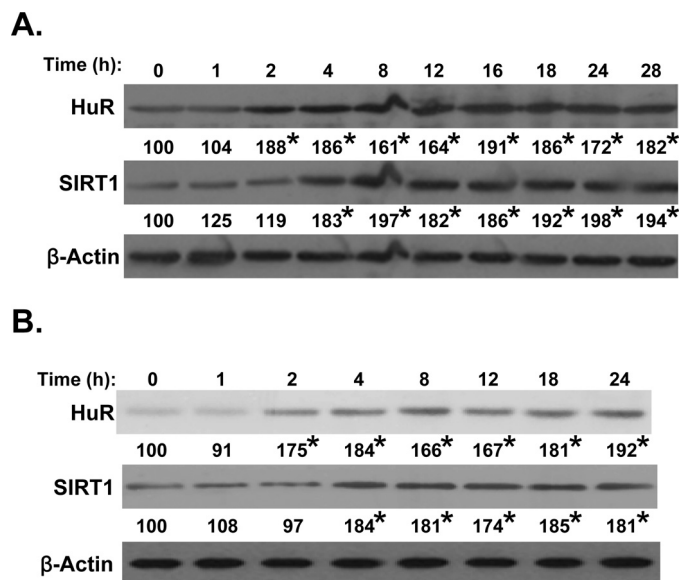 A.
Time (h): 0 1 2 4 8 12 16 18 24 28
HuR
100 104 188* 186* 161* 164* 191* 186* 172* 182*
SIRT1
100 125 119 183* 197* 182* 186* 192* 198* 194*
β-Actin
B.
Time (h): 0 1 2 4 8 12 18 24
HuR
100 91 175* 184* 166* 167* 181* 192*
SIRT1
100 108 97 184* 181* 174* 185* 181*
β-Actin